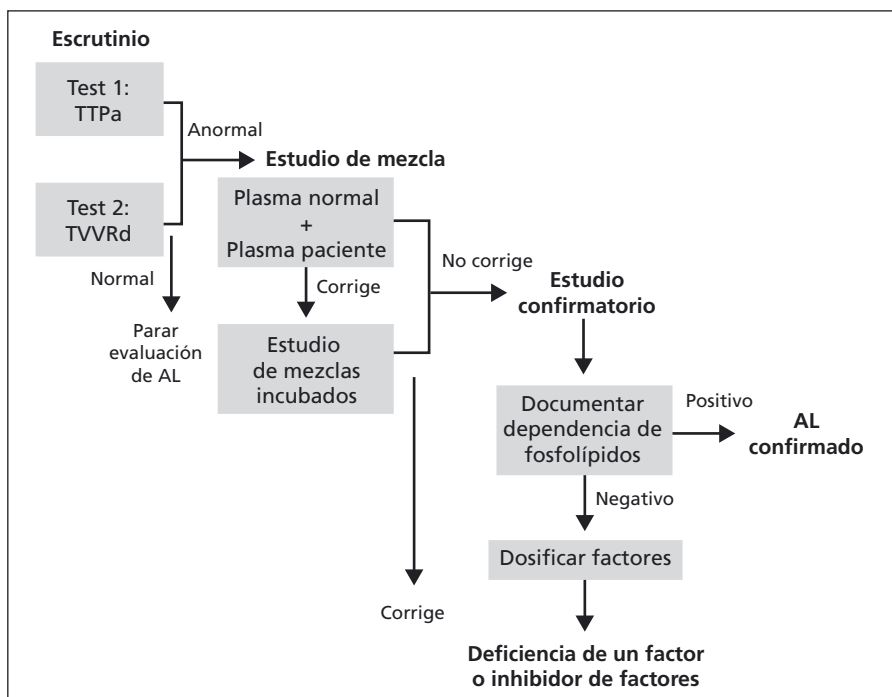 Escrutinio
Test 1:
TTPa
Anormal
Estudio de mezcla
Test 2:
TVVRd
Plasma normal
+
Plasma paciente
Normal
Corrige
No corrige
Estudio
confirmatorio
Parar
evaluación
de AL
Estudio
de mezclas
incubados
Documentar
dependencia de
fosfolípidos
Positivo
AL
confirmado
Negativo
Dosificar factores
Corrige
Deficiencia de un factor
o inhibidor de factores